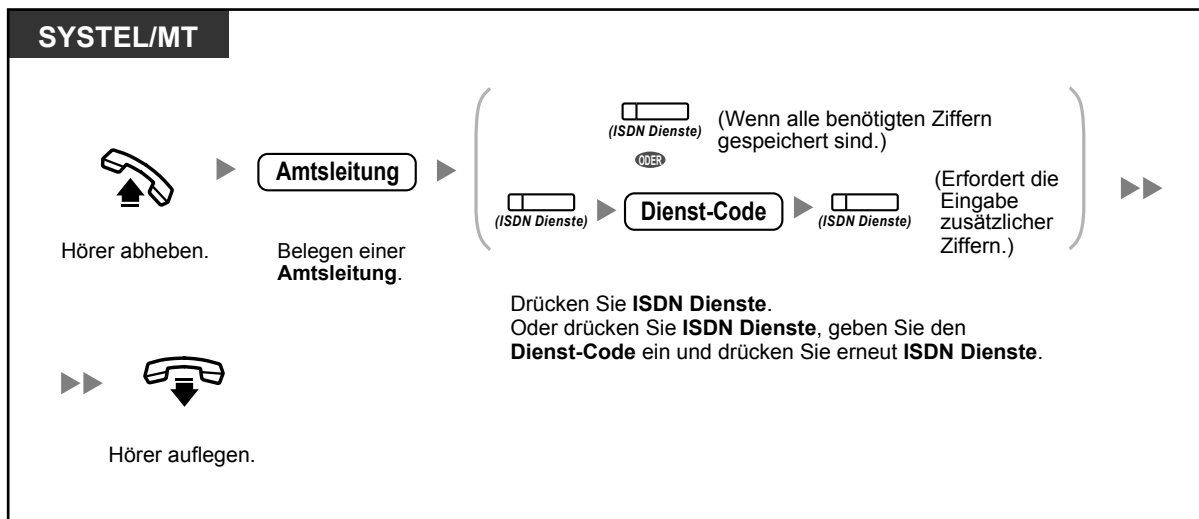 SYSTEL/MT
(ISDN Dienste)
(Wenn alle benötigten Ziffern
gespeichert sind.)
ODER
Amtsleitung
(ISDN Dienste)
Dienst-Code
(ISDN Dienste)
(Erfordert die
Eingabe
zusätzlicher
Ziffern.)
Hörer abheben.
Belegen einer
Amtsleitung.
Drücken Sie ISDN Dienste.
Oder drücken Sie ISDN Dienste, geben Sie den
Dienst-Code ein und drücken Sie erneut ISDN Dienste.
Hörer auflegen.